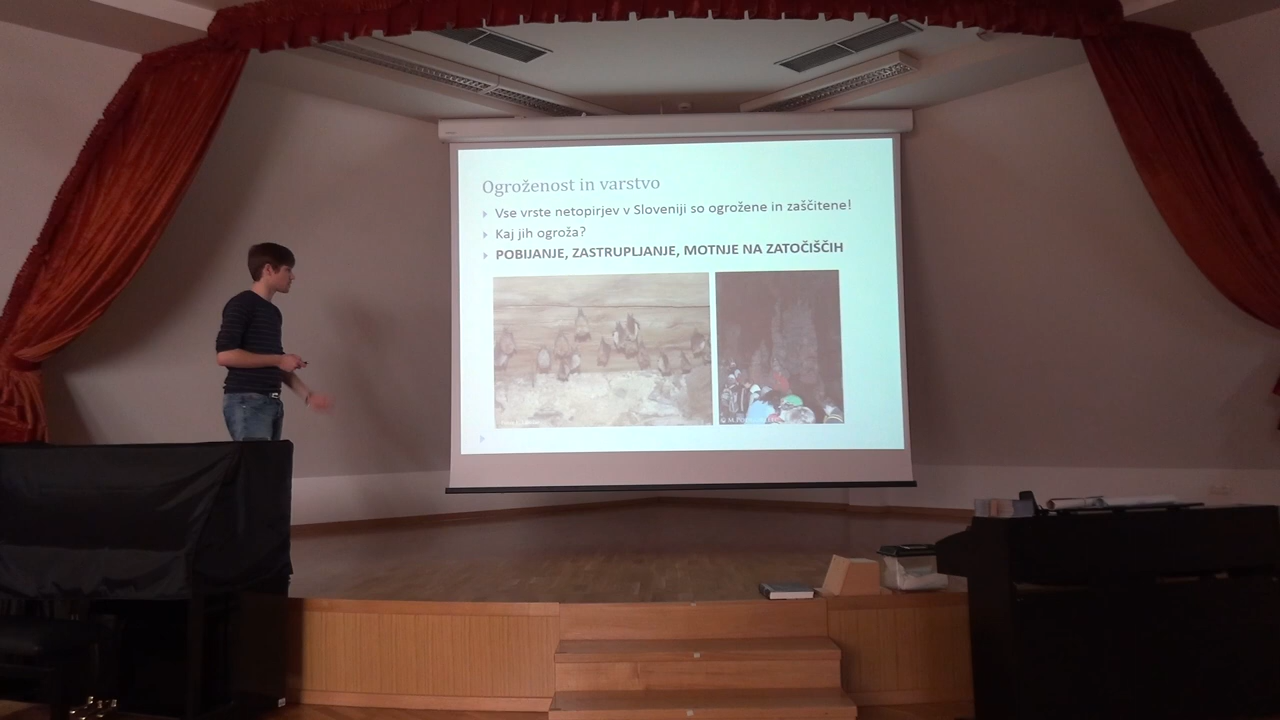 Ogroženost in varstvo
Vse vrste netopirjev v Sloveniji so ogrožene in zaščitene!
Kaj jih ogroža?
POBIJANJE, ZASTRUPLJANJE, MOTNJE NA ZATOČIŠČIH